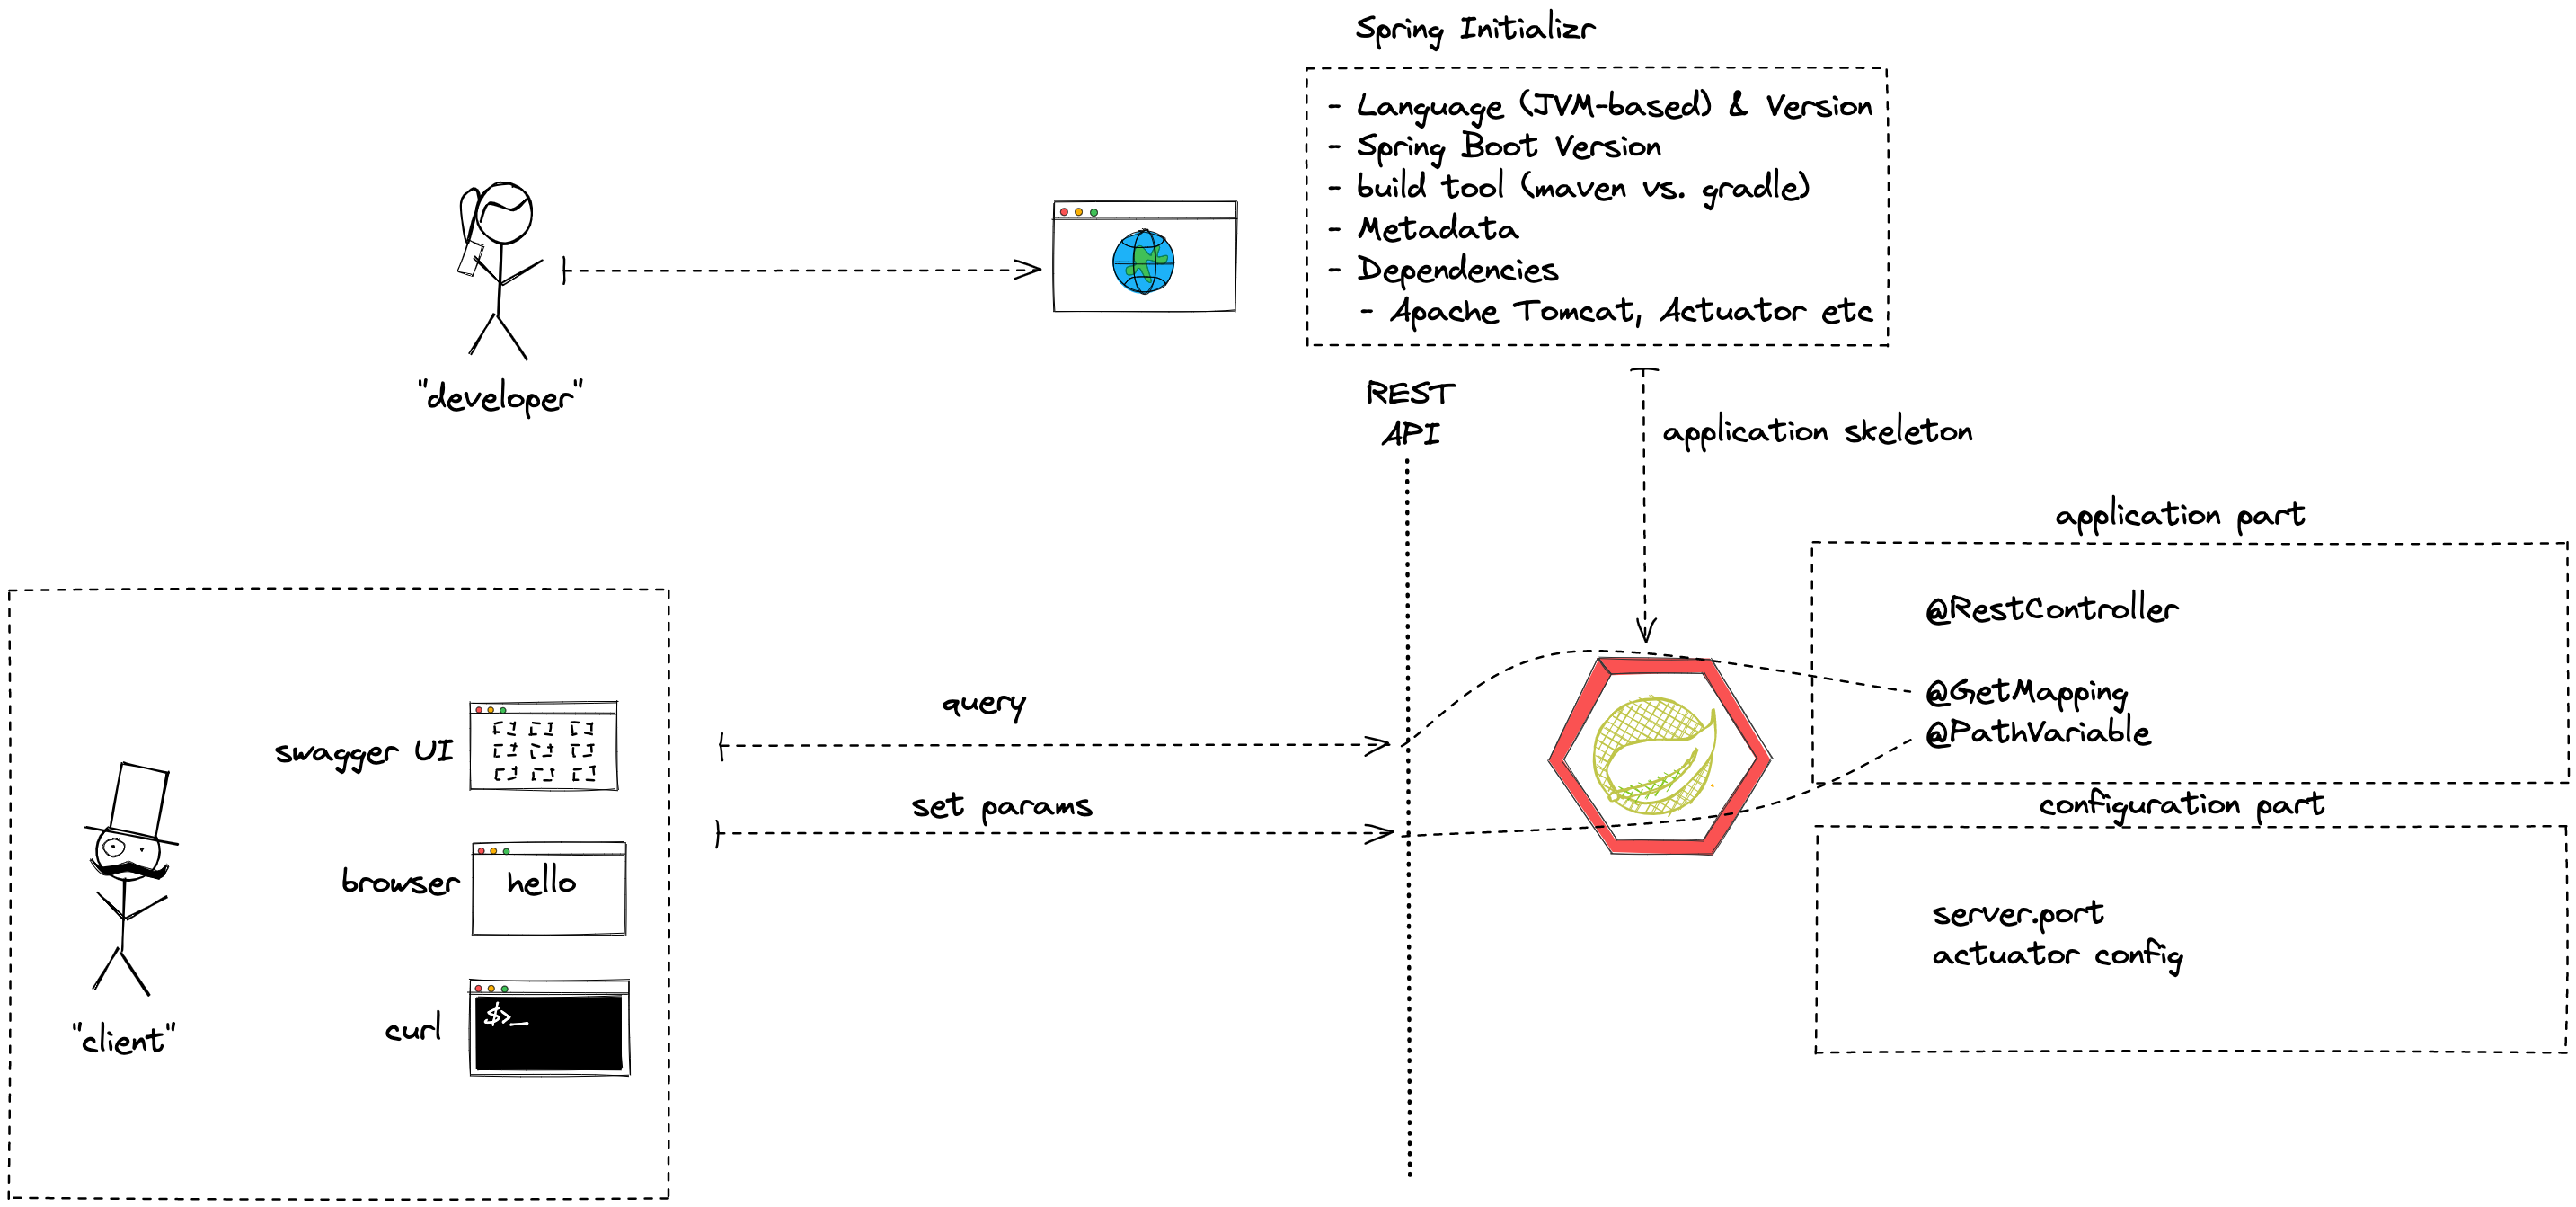 Spring Initializr
- Language (JVM-based) & Version
- Spring Boot Version
- build tool (maven vs. gradle)
- Metadata
- Dependencies
- Apache Tomcat, Actuator etc
"developer"
REST
API
application skeleton
application part
@RestController
@GetMapping
@PathVariable
configuration part
server.port
actuator config
query
set params
swagger UI
browser
hello
curl
$>_
"client"